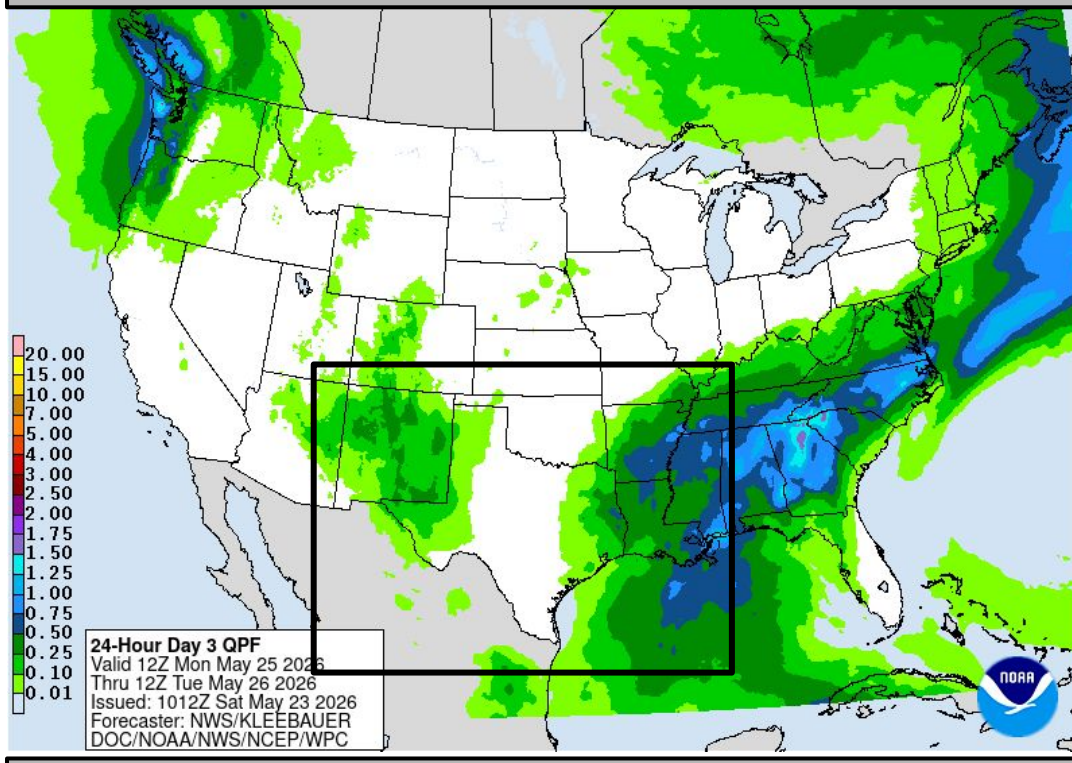 20.00
15.00
10.00
7.00
5.00
4.00
3.00
2.50
2.00
1.75
1.50
1.25
1.00
0.75
0.50
0.25
0.10
0.01
24-Hour Day 3 QPF
Valid 12Z Mon May 25 2026
Thru 12Z Tue May 26 2026
Issued: 1012Z Sat May 23 2026
Forecaster: NWS/KLEEBAUER
DOC/NOAA/NWS/NCEP/WPC
NOAA